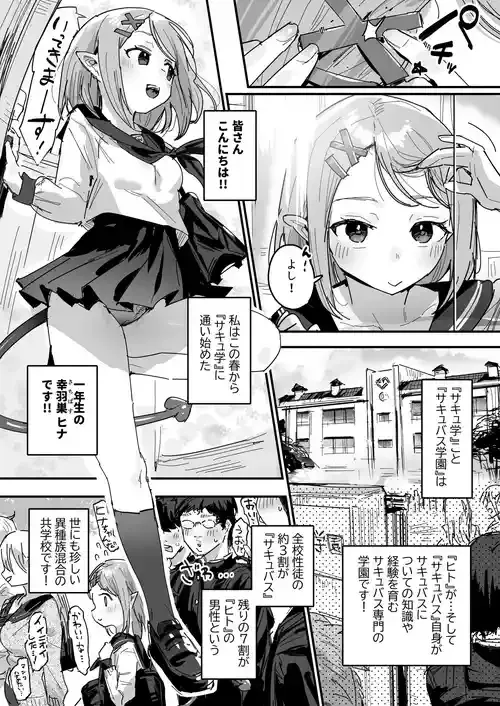 パチ
よし!
いってきまーす!
皆さん
こんにちは!!
私はこの春から
『サキュ学』に
通い始めた
一年生の
幸羽巣 ヒナ
です!!
『サキュ学』こと
『サキュバス学園』は
『ヒト』が…そして
『サキュバス』自身が
サキュバスに
ついての知識や
経験を育む
サキュバス専門の
学園です!
全校生徒の
約3割が
『サキュバス』
残りの7割が
『ヒト』の
男性という
世にも珍しい
異種族混合の
共学校です!
ざわ…